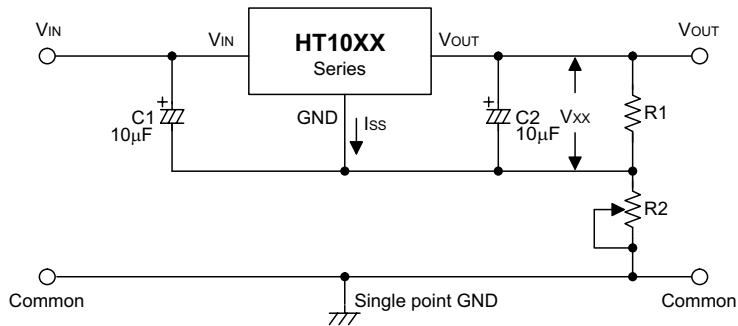 VIN
VIN
HT10XX
Series
VOUT
VOUT
GND
ISS
C1
10μF
C2
10μF
VXX
R1
R2
Common
Single point GND
Common